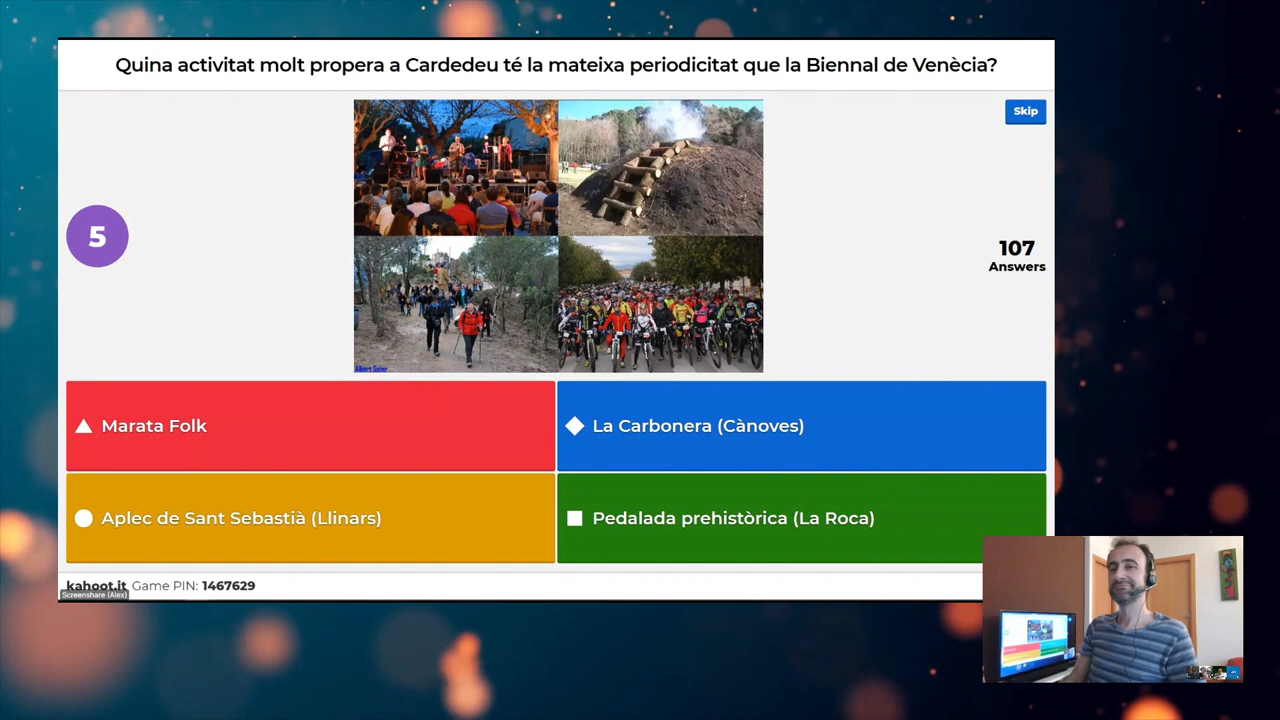 Quina activitat molt propera a Cardedeu té la mateixa periodicitat que la Biennal de Venècia?
Skip
5
107
Answers
Albert Soler
Marata Folk
La Carbonera (Cànoves)
Aplec de Sant Sebastià (Llinars)
Pedalada prehistòrica (La Roca)
kahoot.it Game PIN: 1467629
Screenshare (Alex)